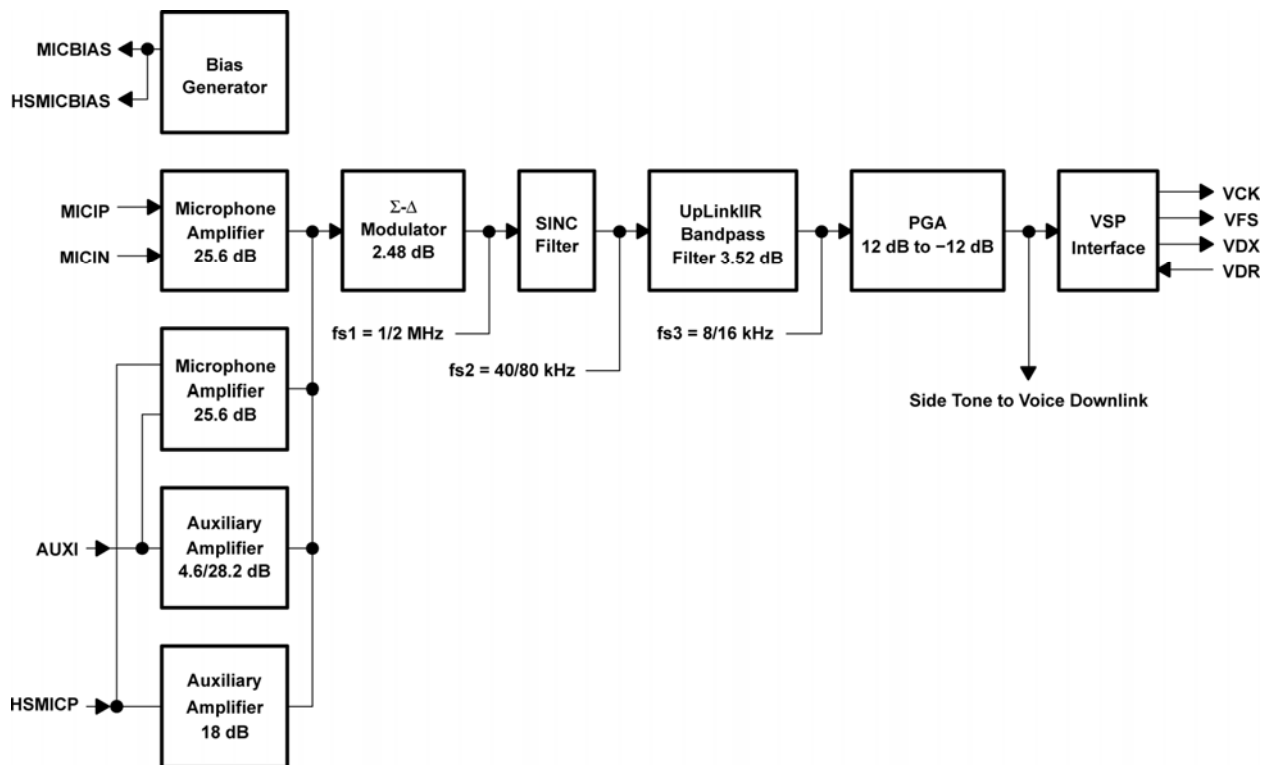 MICBIAS
HSMICBIAS
Bias
Generator
MICIP
MICIN
Microphone
Amplifier
25.6 dB
Σ-Δ
Modulator
2.48 dB
SINC
Filter
UpLinkIIR
Bandpass
Filter 3.52 dB
PGA
12 dB to −12 dB
VSP
Interface
VCK
VFS
VDX
VDR
fs1 = 1/2 MHz
fs2 = 40/80 kHz
fs3 = 8/16 kHz
Side Tone to Voice Downlink
Microphone
Amplifier
25.6 dB
AUXI
Auxiliary
Amplifier
4.6/28.2 dB
HSMICP
Auxiliary
Amplifier
18 dB